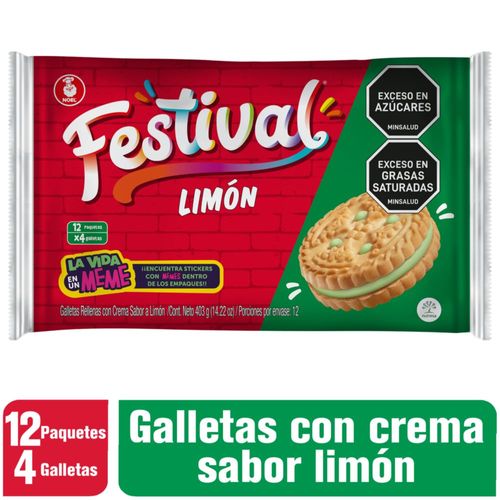 NOEL
Festival
LIMÓN
EXCESO EN
AZÚCARES
MINSALUD
EXCESO EN
GRASAS
SATURADAS
MINSALUD
12 Paquetes
x4 galletas
LA VIDA
EN UN MEME
¡¡ENCUENTRA STICKERS
CON MEMES DENTRO
DE LOS EMPAQUES!!
Galletas Rellenas con Crema Sabor a Limón /Cont. Neto 403 g (14,22 oz) / Porciones por envase: 12
nutresa
12 Paquetes
4 Galletas
Galletas con crema
sabor limón